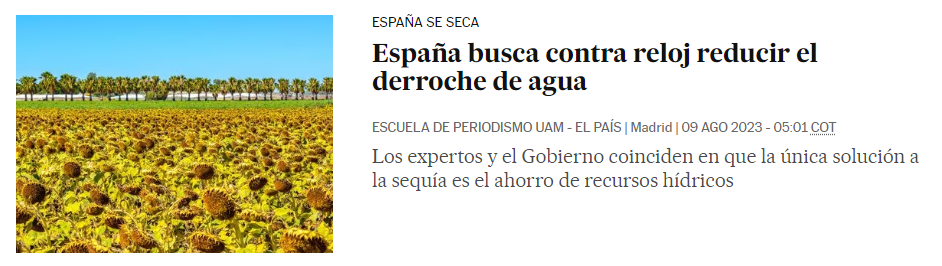 ESPAÑA SE SECA
España busca contra reloj reducir el
derroche de agua
ESCUELA DE PERIODISMO UAM - EL PAÍS | Madrid | 09 AGO 2023 - 05:01 COT
Los expertos y el Gobierno coinciden en que la única solución a
la sequía es el ahorro de recursos hídricos